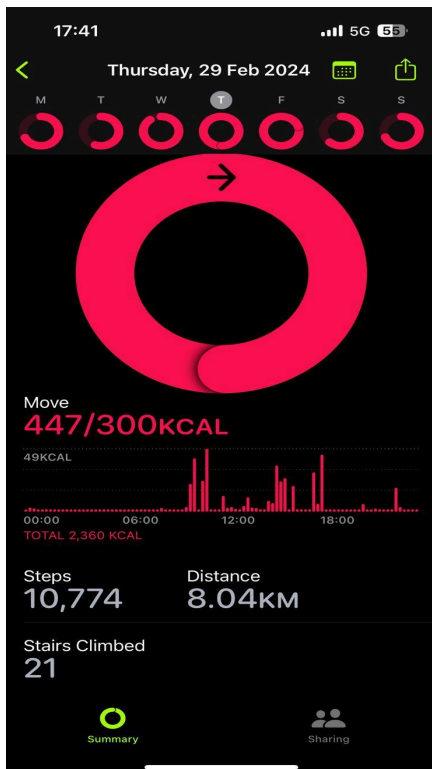 17:41 5G 55
Thursday, 29 Feb 2024
M T W T F S S
Move
447/300KCAL
49KCAL
00:00 06:00 12:00 18:00
TOTAL 2,360 KCAL
Steps Distance
10,774 8.04KM
Stairs Climbed
21
Summary Sharing